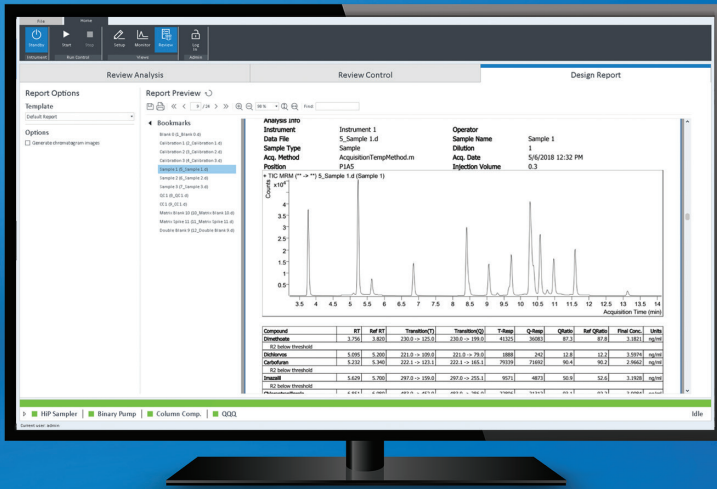 File Home
Standby Start Stop Setup Monitor Review Log In
Instrument Run Control Views Admin
Review Analysis Review Control Design Report
Report Options
Template
Default Report
Options
Generate chromatogram images
Report Preview
/24 98 % Find:
Bookmarks
Blank 0 (1_Blank 0.d)
Calibration 1 (2_Calibration 1.d)
Calibration 2 (3_Calibration 2.d)
Calibration 3 (4_Calibration 3.d)
Sample 1 (5_Sample 1.d)
Sample 2 (6_Sample 2.d)
Sample 3 (7_Sample 3.d)
Matrix Blank 10 (10_Matrix Blank 10.d)
Matrix Spike 11 (11_Matrix Spike 11.d)
Double Blank 9 (12_Double Blank 9.d)
Analysis Info
Instrument Instrument 1 Operator
Data File 5_Sample 1.d Sample Name Sample 1
Sample Type Sample Dilution 1
Acq. Method AcquisitionTempMethod.m Acq. Date 5/6/2018 12:32 PM
Position P1A5 Injection Volume 0.3
+ TIC MRM (** -> **) 5_Sample 1.d (Sample 1)
Counts x10⁴
4
3.5
3
2.5
2
1.5
1
0.5
3.5 4 4.5 5 5.5 6 6.5 7 7.5 8 8.5 9 9.5 10 10.5 11 11.5 12 12.5 13 13.5 14
Acquisition Time (min)
Compound RT Ref RT Transition(T) Transition(Q) T-Resp Q-Resp QRatio Ref QRatio Final Conc. Units
Dimethoate 3.756 3.820 230.0 -> 125.0 230.0 -> 199.0 41325 36083 87.3 87.8 3.1821 ng/ml
R2 below threshold
Dichlorvos 5.095 5.200 221.0 -> 109.0 221.0 -> 79.0 1888 242 12.8 12.2 3.5974 ng/ml
Carbofuran 5.232 5.340 222.1 -> 123.1 222.1 -> 165.1 79339 71692 90.4 90.2 2.9662 ng/ml
R2 below threshold
Imazalil 5.629 5.700 297.0 -> 159.0 297.0 -> 255.1 9571 4873 50.9 52.6 3.1928 ng/ml
R2 below threshold
HiP Sampler | Binary Pump | Column Comp. | QQQ Idle
Current user: admin